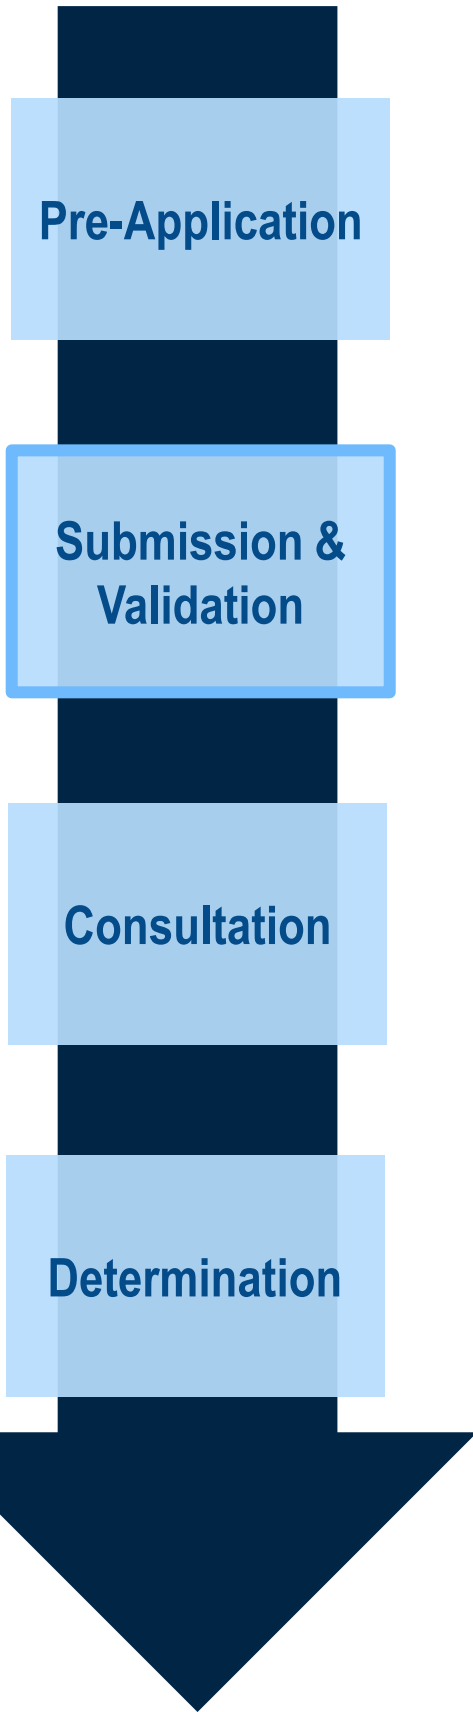 Pre-Application
Submission &
Validation
Consultation
Determination